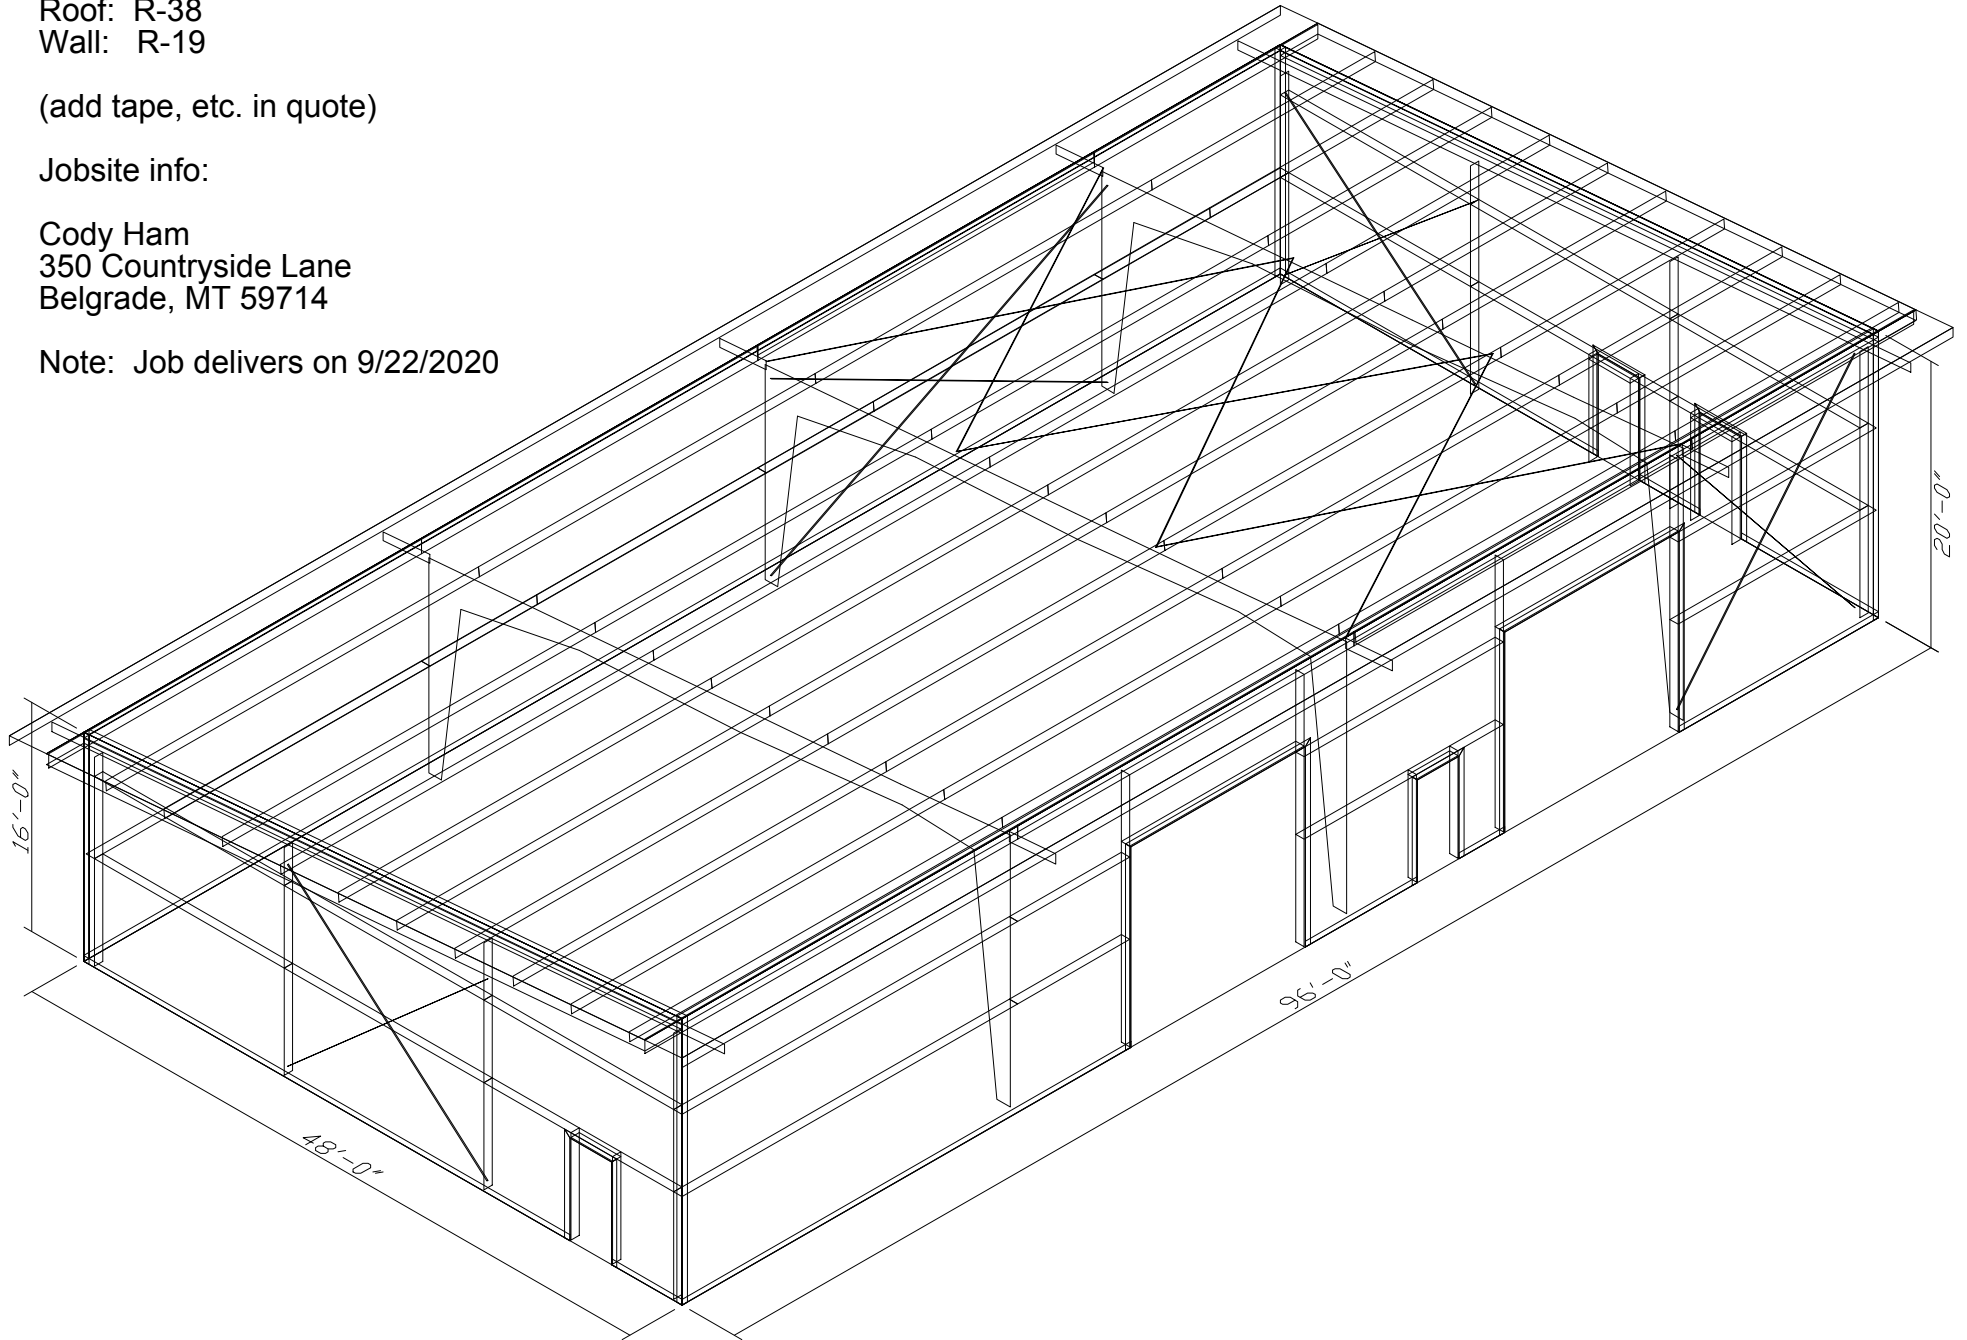 Roof: R-38
Wall: R-19
(add tape, etc. in quote)
Jobsite info:
Cody Ham
350 Countryside Lane
Belgrade, MT 59714
Note: Job delivers on 9/22/2020
20'-0"
16'-0"
96'-0"
48'-0"